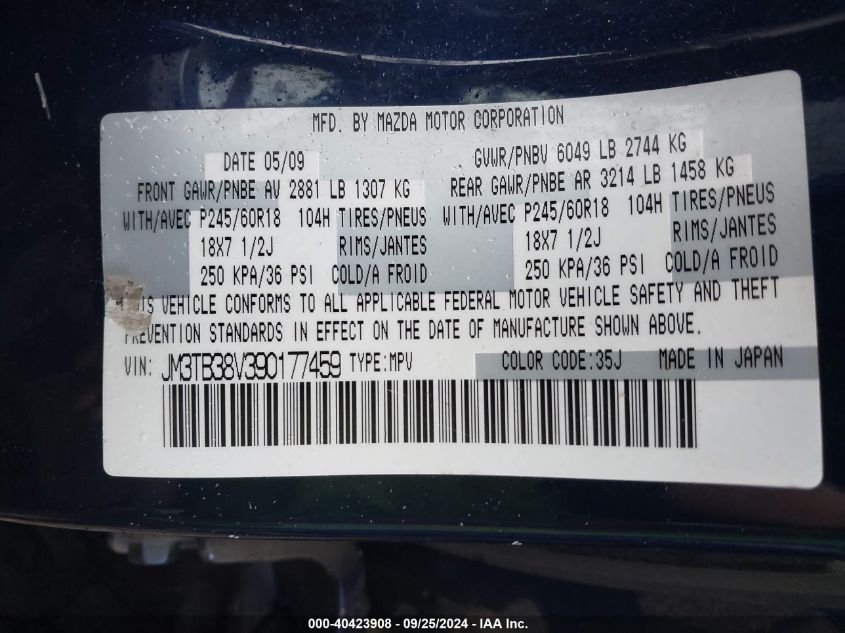 MFD. BY MAZDA MOTOR CORPORATION
DATE 05/09 GVWR/PNBV 6049 LB 2744 KG
FRONT GAWR/PNBE AV 2881 LB 1307 KG REAR GAWR/PNBE AR 3214 LB 1458 KG
WITH/AVEC P245/60R18 104H TIRES/PNEUS WITH/AVEC P245/60R18 104H TIRES/PNEUS
18X7 1/2J RIMS/JANTES 18X7 1/2J RIMS/JANTES
250 KPA/36 PSI COLD/A FROID 250 KPA/36 PSI COLD/A FROID
THIS VEHICLE CONFORMS TO ALL APPLICABLE FEDERAL MOTOR VEHICLE SAFETY AND THEFT
PREVENTION STANDARDS IN EFFECT ON THE DATE OF MANUFACTURE SHOWN ABOVE.
VIN: JM3TB38V390177459 TYPE:MPV COLOR CODE:35J MADE IN JAPAN
000-40423908 - 09/25/2024 - IAA Inc.